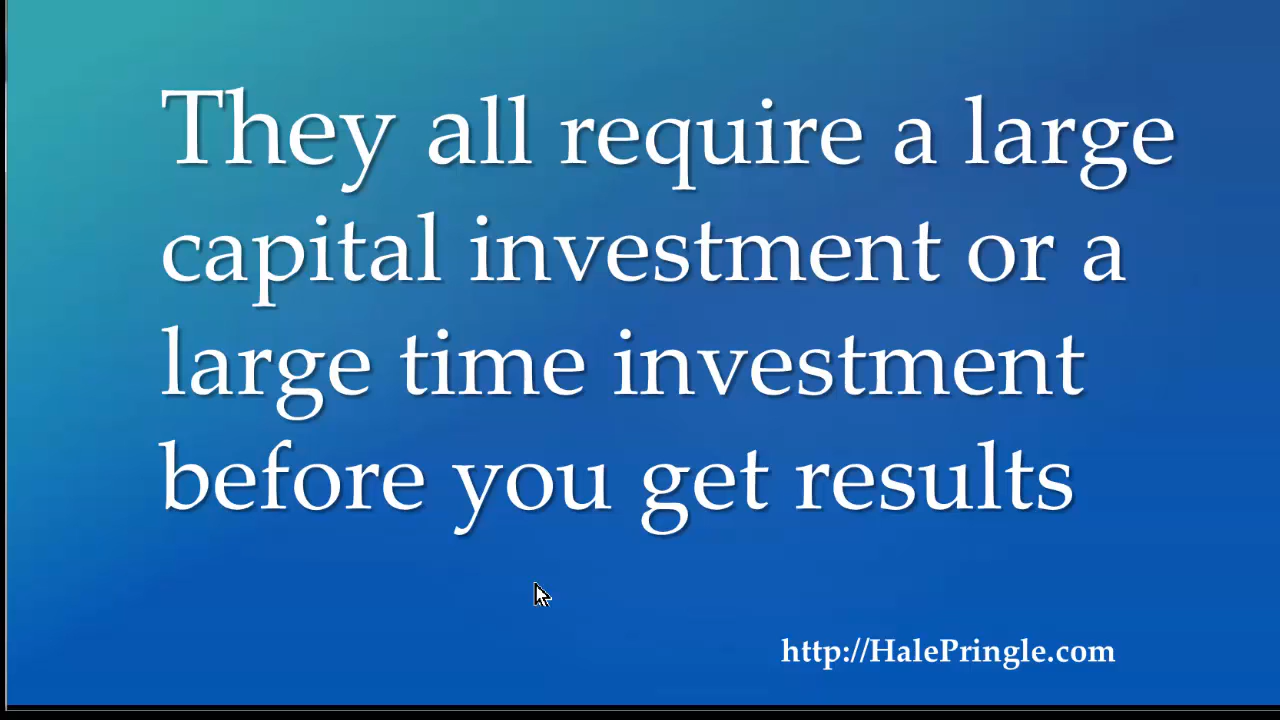 They all require a large
capital investment or a
large time investment
before you get results
http://HalePringle.com